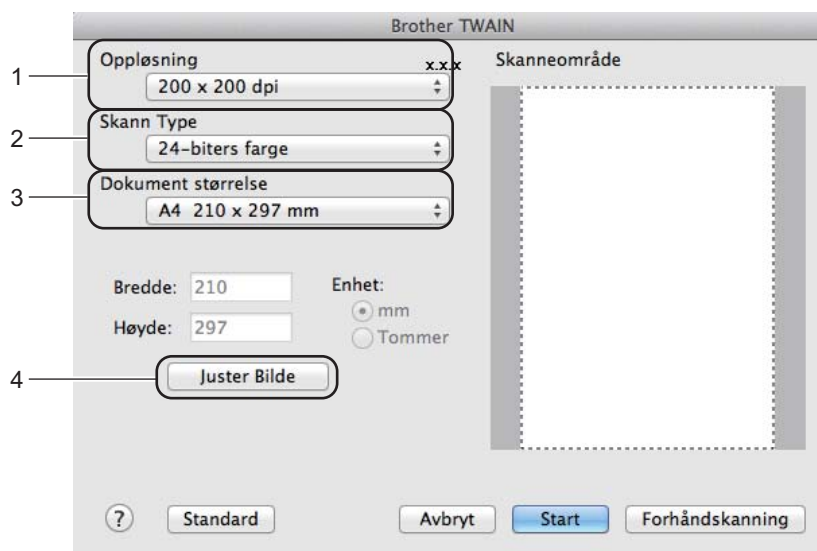 Brother TWAIN
1
Oppløsning
x.x.x
200 x 200 dpi
2
Skann Type
24-biters farge
3
Dokument størrelse
A4 210 x 297 mm
Bredde: 210
Høyde: 297
Enhet:
mm
Tommer
4
Juster Bilde
Skanneområde
?
Standard
Avbryt
Start
Forhåndskanning